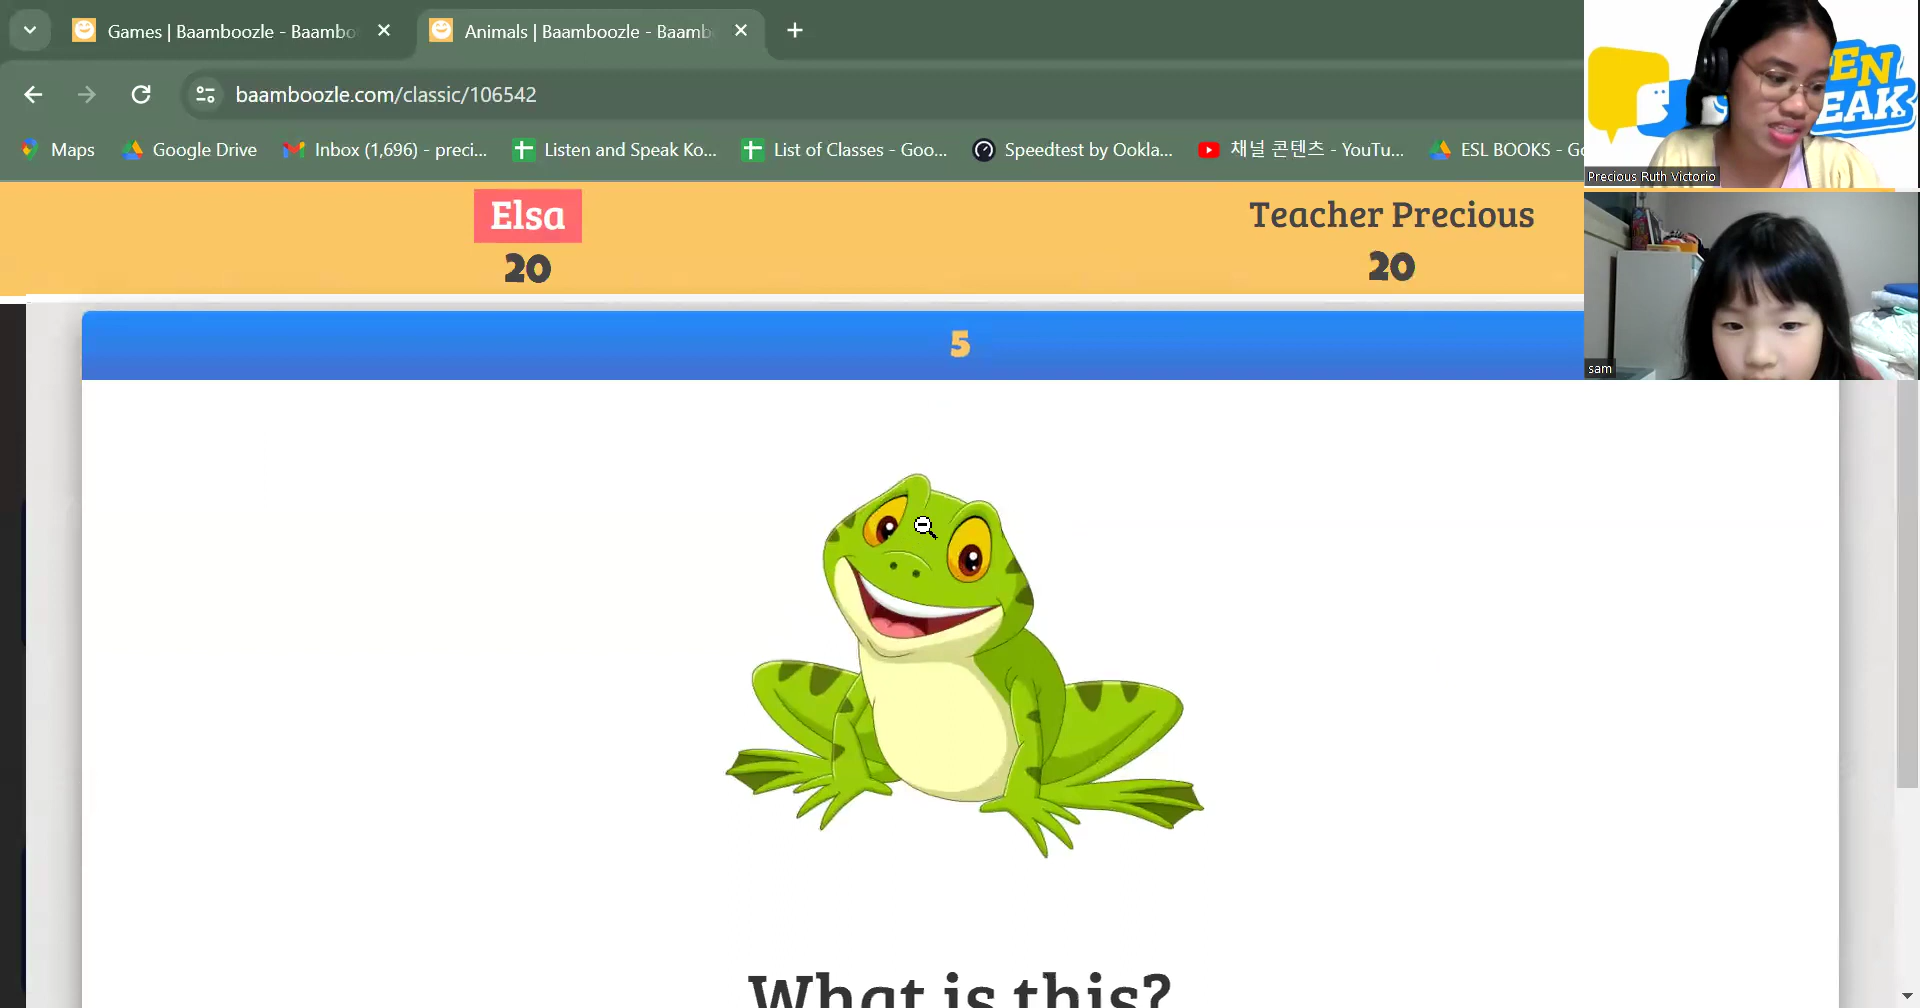 Games | Baamboozle - Baambo
Animals | Baamboozle - Baamb
baamboozle.com/classic/106542
Maps
Google Drive
Inbox (1,696) - preci...
Listen and Speak Ko...
List of Classes - Goo...
Speedtest by Ookla...
채널 콘텐츠 - YouTu...
ESL BOOKS - Go
EN
EAK
Precious Ruth Victorio
Elsa
20
Teacher Precious
20
sam
5
What is this?